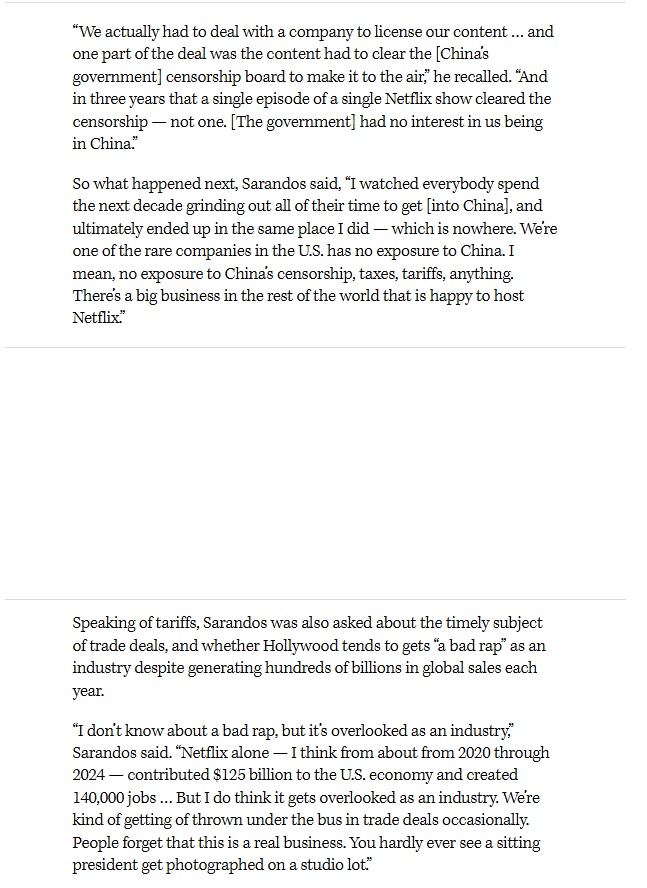 “We actually had to deal with a company to license our content … and
one part of the deal was the content had to clear the [China’s
government] censorship board to make it to the air,” he recalled. “And
in three years that a single episode of a single Netflix show cleared the
censorship — not one. [The government] had no interest in us being
in China.”
So what happened next, Sarandos said, “I watched everybody spend
the next decade grinding out all of their time to get [into China], and
ultimately ended up in the same place I did — which is nowhere. We’re
one of the rare companies in the U.S. has no exposure to China. I
mean, no exposure to China’s censorship, taxes, tariffs, anything.
There’s a big business in the rest of the world that is happy to host
Netflix.”
Speaking of tariffs, Sarandos was also asked about the timely subject
of trade deals, and whether Hollywood tends to gets “a bad rap” as an
industry despite generating hundreds of billions in global sales each
year.
“I don’t know about a bad rap, but it’s overlooked as an industry,”
Sarandos said. “Netflix alone — I think from about from 2020 through
2024 — contributed $125 billion to the U.S. economy and created
140,000 jobs … But I do think it gets overlooked as an industry. We’re
kind of getting of thrown under the bus in trade deals occasionally.
People forget that this is a real business. You hardly ever see a sitting
president get photographed on a studio lot.”